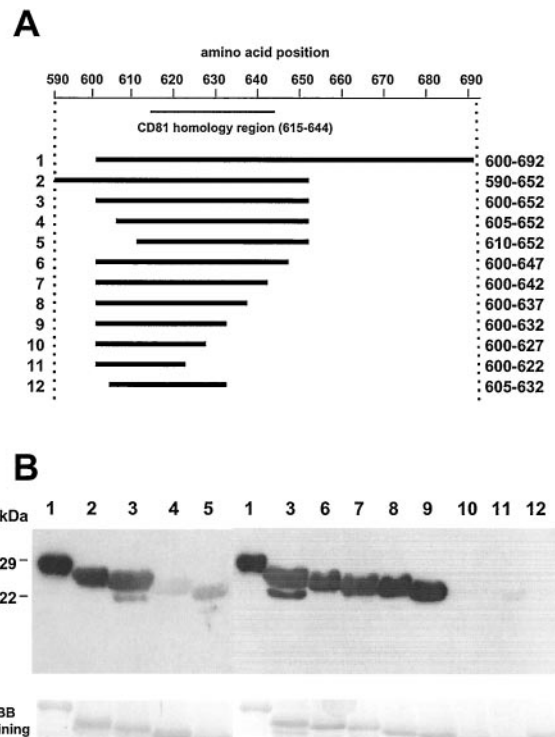 A
amino acid position
590 600 610 620 630 640 650 660 670 680 690
CD81 homology region (615-644)
1 600-692
2 590-652
3 600-652
4 605-652
5 610-652
6 600-647
7 600-642
8 600-637
9 600-632
10 600-627
11 600-622
12 605-632
B
kDa 1 2 3 4 5 1 3 6 7 8 9 10 11 12
29
22
BB
ining